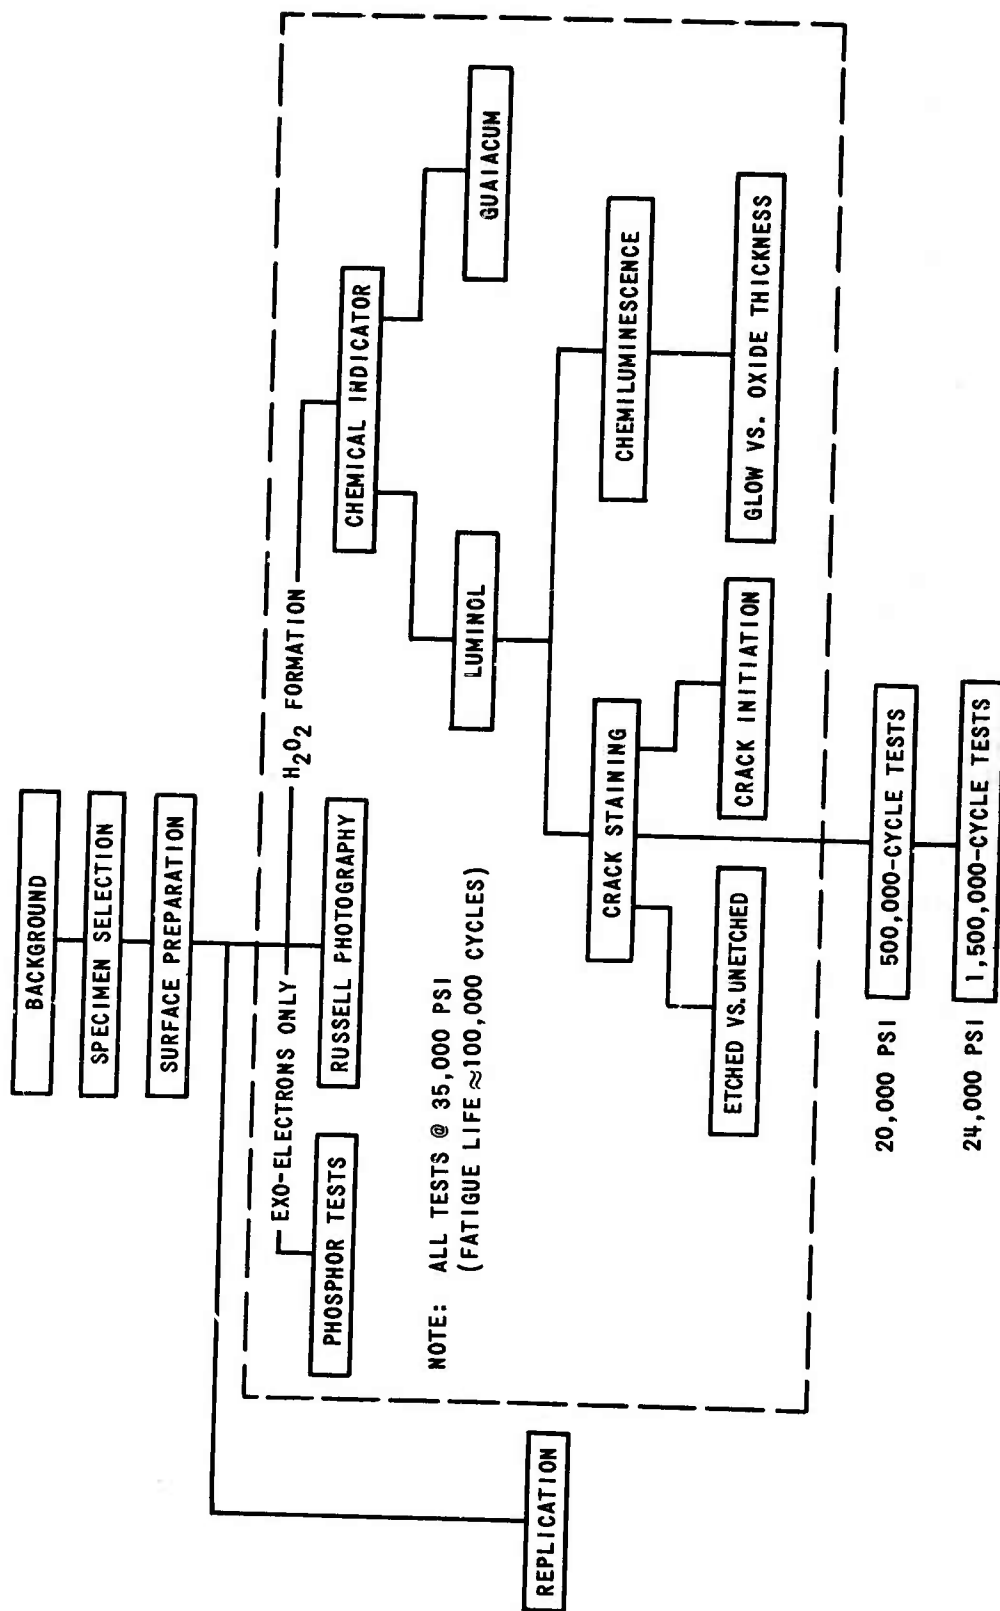 BACKGROUND
SPECIMEN SELECTION
SURFACE PREPARATION
EXO-ELECTRONS ONLY
H2O2 FORMATION
PHOSPHOR TESTS
RUSSELL PHOTOGRAPHY
CHEMICAL INDICATOR
NOTE: ALL TESTS @ 35,000 PSI
(FATIGUE LIFE ≈ 100,000 CYCLES)
LUMINOL
GUAIACUM
REPLICATION
CRACK STAINING
CHEMILUMINESCENCE
ETCHED VS. UNETCHED
CRACK INITIATION
GLOW VS. OXIDE THICKNESS
20,000 PSI
500,000-CYCLE TESTS
24,000 PSI
1,500,000-CYCLE TESTS